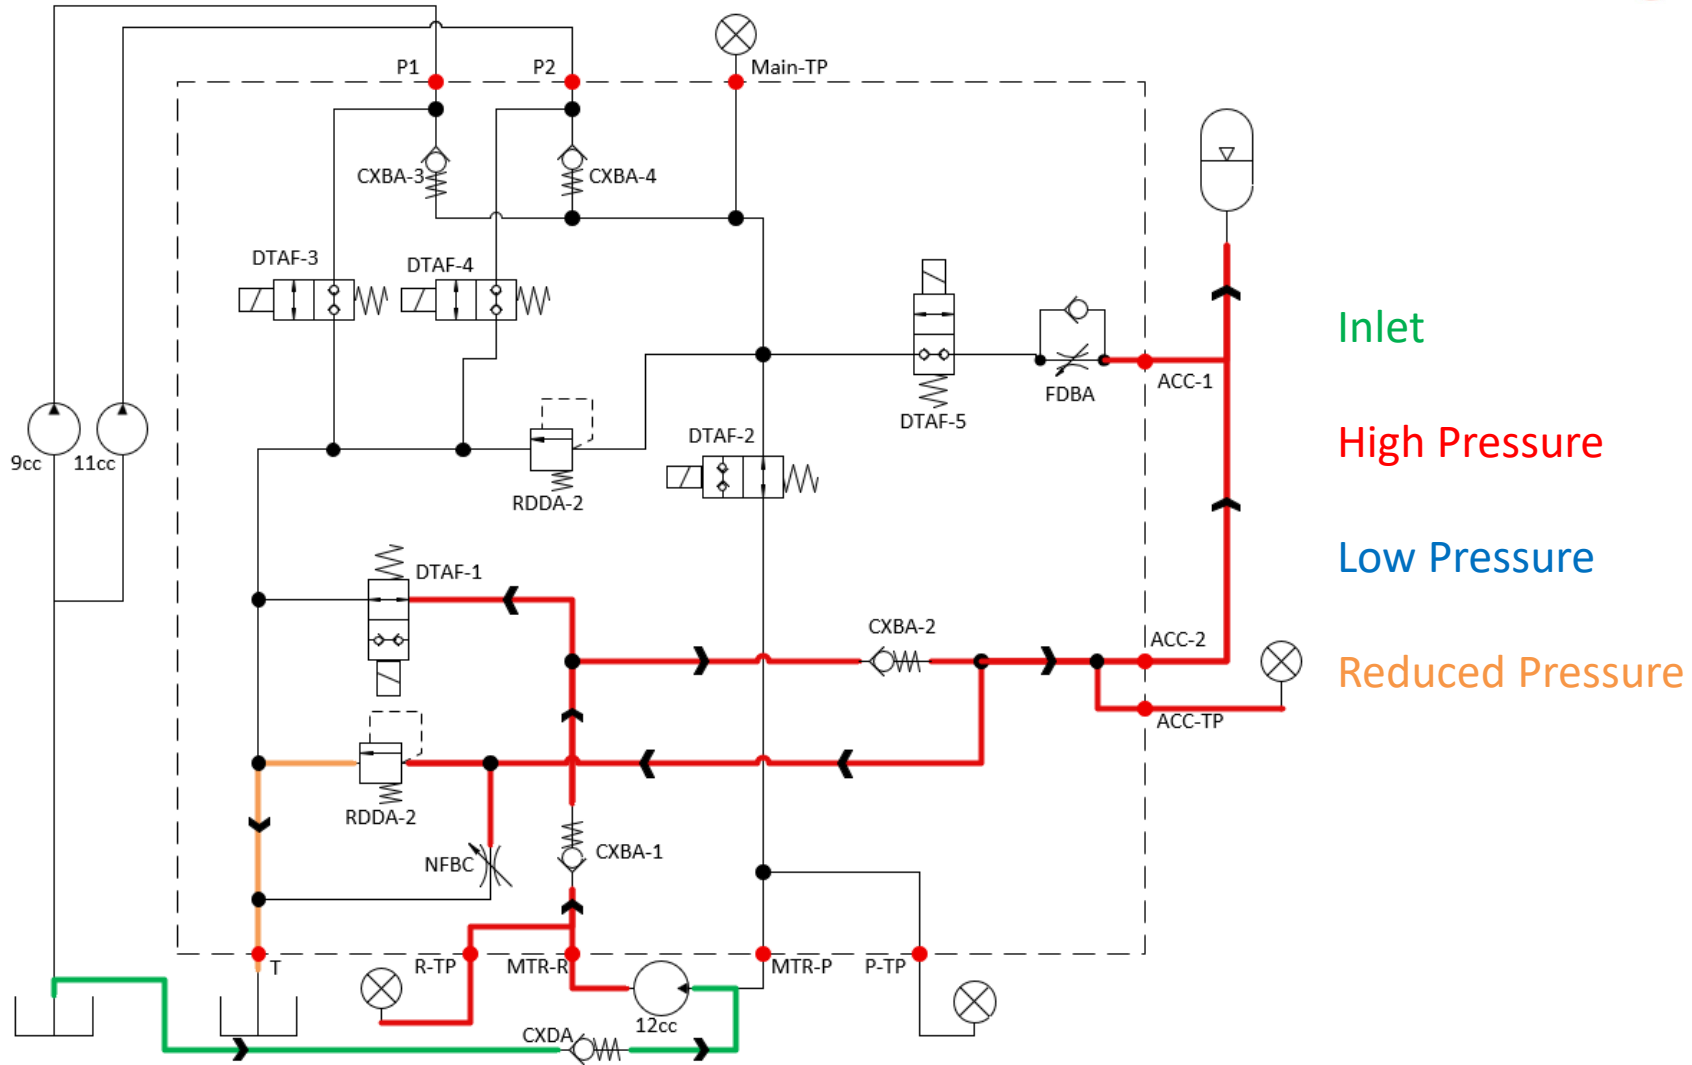 P1
P2
Main-TP
CXBA-3
CXBA-4
DTAF-3
DTAF-4
Inlet
ACC-1
FDBA
DTAF-5
High Pressure
DTAF-2
9cc
11cc
RDDA-2
Low Pressure
DTAF-1
CXBA-2
ACC-2
Reduced Pressure
ACC-TP
RDDA-2
NFBC
CXBA-1
T
R-TP
MTR-R
MTR-P
P-TP
12cc
CXDA